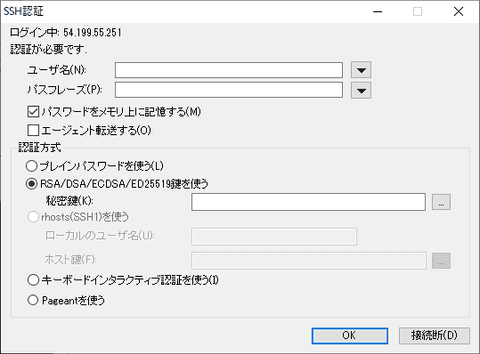 SSH認証
ログイン中: 54.199.55.251
認証が必要です.
ユーザ名(N):
パスフレーズ(P):
パスワードをメモリ上に記憶する(M)
エージェント転送する(O)
認証方式
プレインパスワードを使う(L)
RSA/DSA/ECDSA/ED25519鍵を使う
秘密鍵(K):
...
rhosts(SSH1)を使う
ローカルのユーザ名(U):
ホスト鍵(F):
...
キーボードインタラクティブ認証を使う(I)
Pageantを使う
OK
接続断(D)